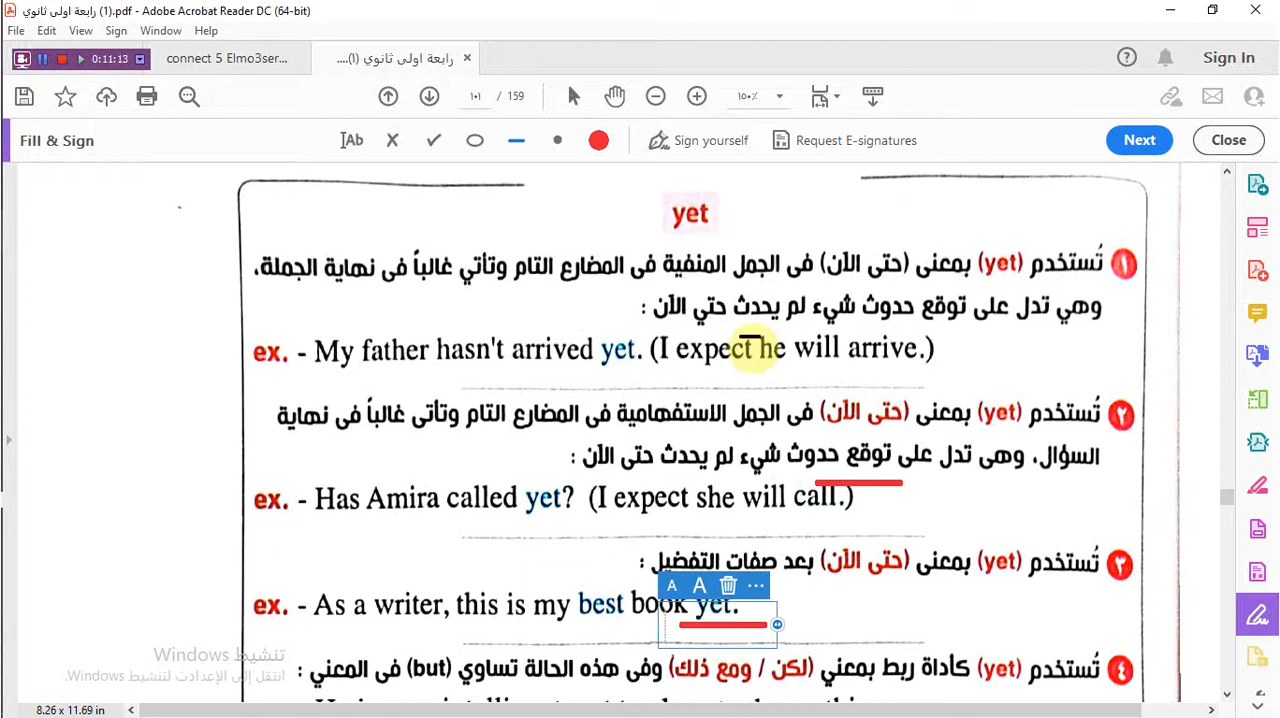 رابعة اولى ثانوي (1).pdf - Adobe Acrobat Reader DC (64-bit)
File Edit View Sign Window Help
0:11:13 connect 5 Elmo3ser... رابعة اولى ثانوي (١).... × Sign In
١٠١ / 159 ١٥٠٪
Fill & Sign Ab Sign yourself Request E-signatures Next Close
yet
١ تُستخدم (yet) بمعنى (حتى الآن) فى الجمل المنفية فى المضارع التام وتأتي غالباً فى نهاية الجملة،
وهي تدل على توقع حدوث شيء لم يحدث حتي الآن :
ex. - My father hasn't arrived yet. (I expect he will arrive.)
٢ تُستخدم (yet) بمعنى (حتى الآن) فى الجمل الاستفهامية فى المضارع التام وتأتى غالباً فى نهاية
السؤال، وهى تدل على توقع حدوث شيء لم يحدث حتى الآن :
ex. - Has Amira called yet? (I expect she will call.)
٣ تُستخدم (yet) بمعنى (حتى الآن) بعد صفات التفضيل :
A A
ex. - As a writer, this is my best book yet.
تنشيط Windows
انتقل إلى الإعدادات لتنشيط Windows.
٤ تُستخدم (yet) كأداة ربط بمعني (لكن / ومع ذلك) وفى هذه الحالة تساوي (but) فى المعني :
8.26 x 11.69 in